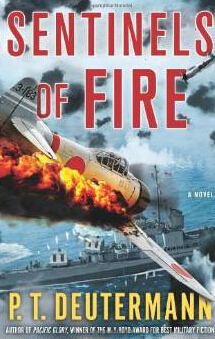 SENTINELS
OF FIRE
A NOVEL
P. T. DEUTERMANN
AUTHOR OF PACIFIC GLORY, WINNER OF THE W.Y. BOYD AWARD FOR BEST MILITARY FICTION